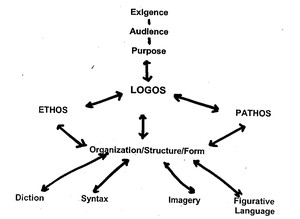 Exigence
Audience
Purpose
LOGOS
ETHOS
PATHOS
Organization/Structure/Form
Diction
Syntax
Imagery
Figurative
Language